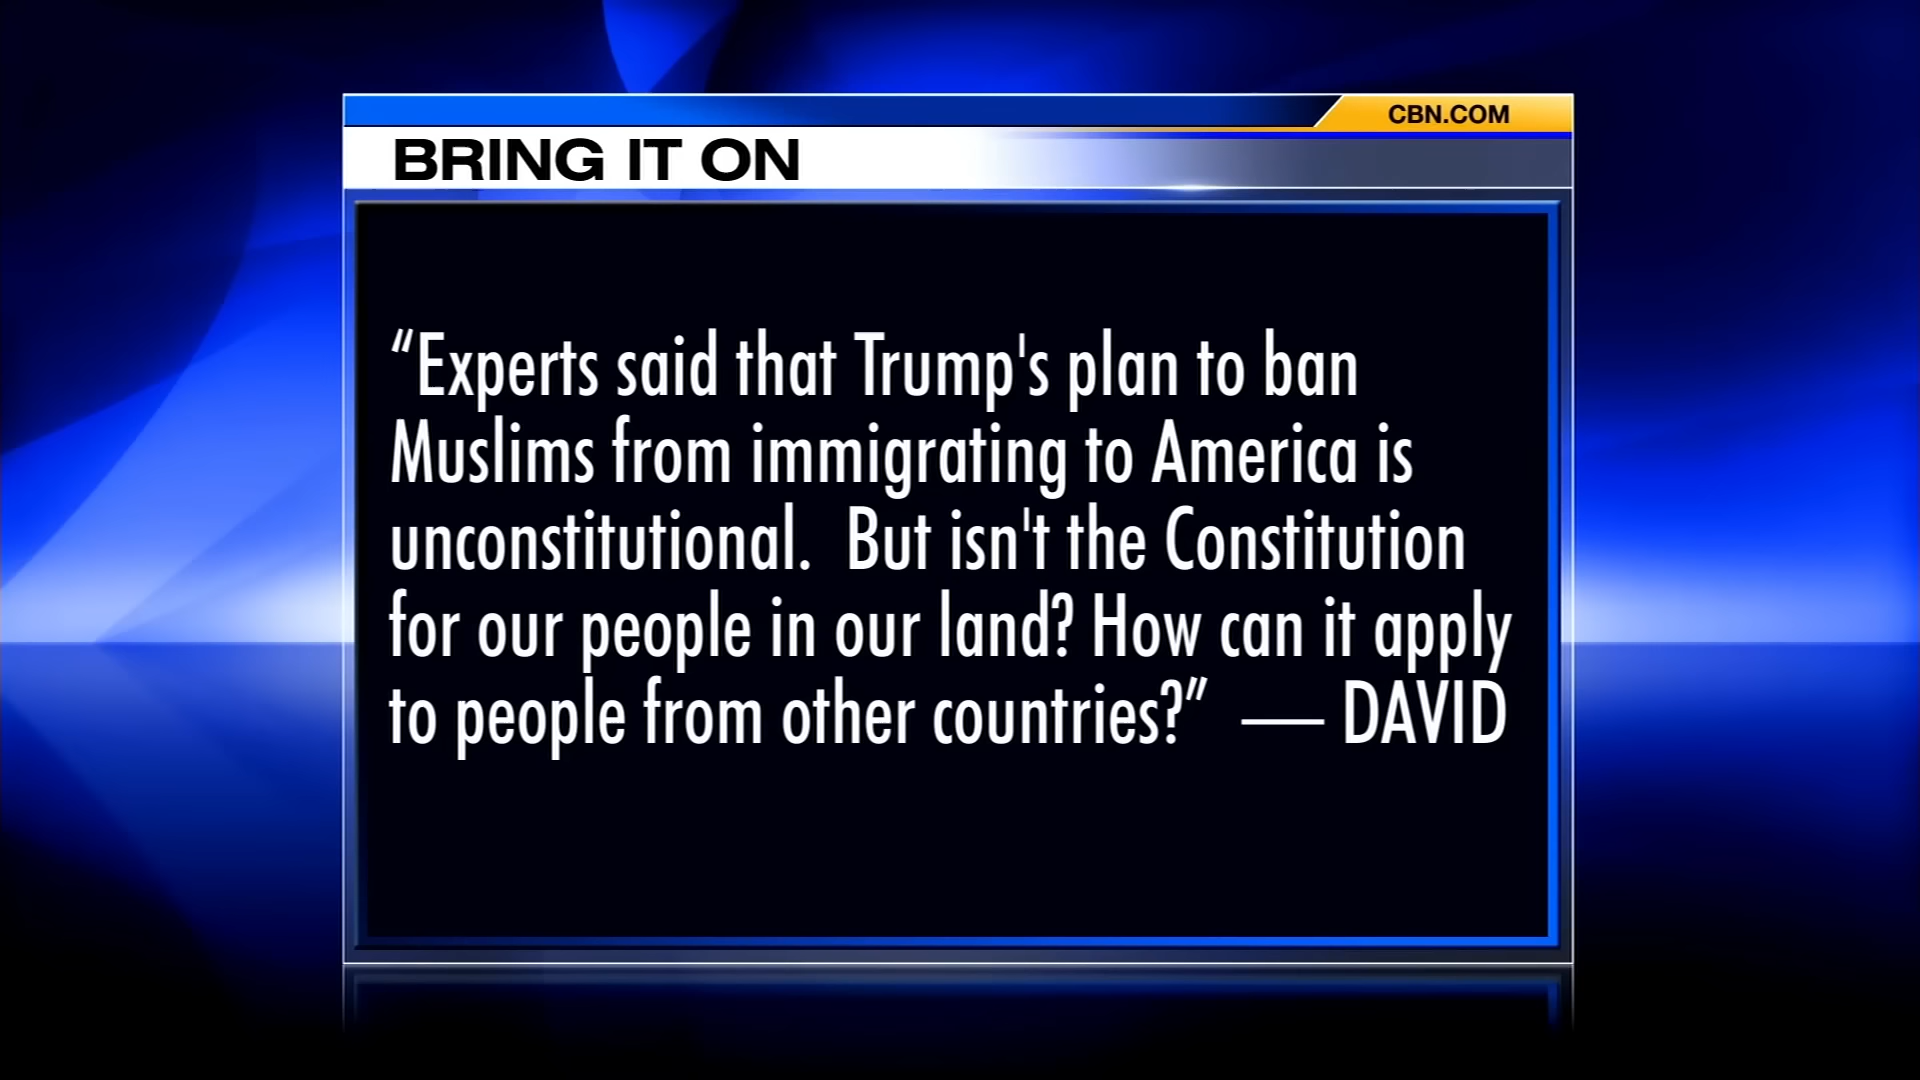 CBN.COM
BRING IT ON
“Experts said that Trump's plan to ban
Muslims from immigrating to America is
unconstitutional.  But isn't the Constitution
for our people in our land? How can it apply
to people from other countries?” — DAVID